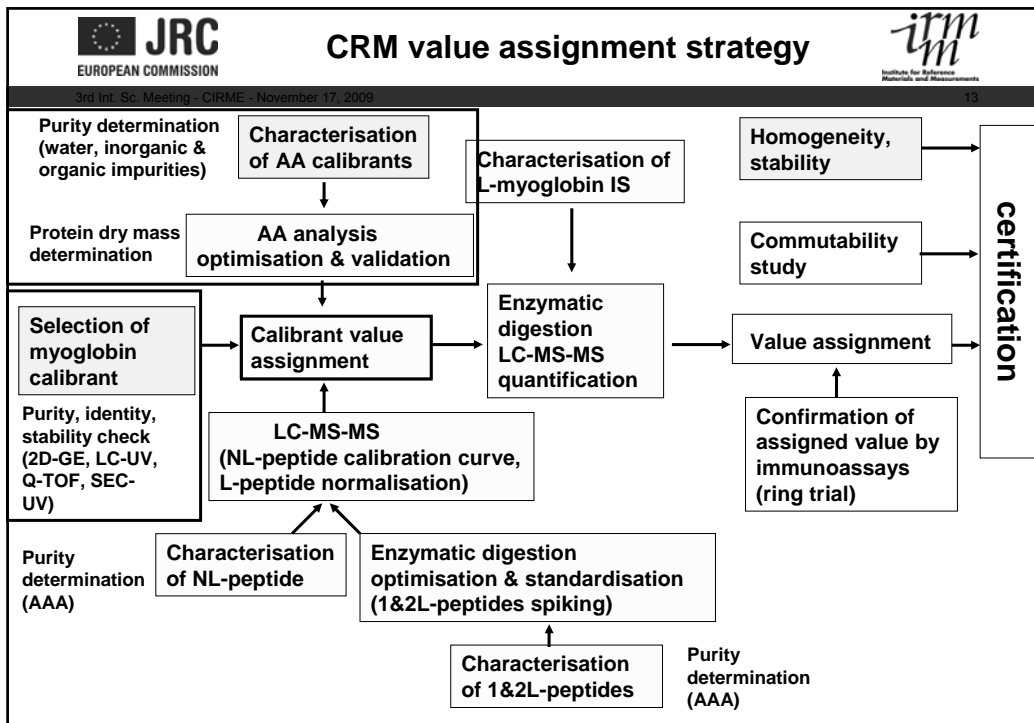 JRC
EUROPEAN COMMISSION
CRM value assignment strategy
irmm
Institute for Reference
Materials and Measurements
3rd Int. Sc. Meeting - CIRME - November 17, 2009
13
Purity determination
(water, inorganic &
organic impurities)
Characterisation
of AA calibrants
Characterisation of
L-myoglobin IS
Homogeneity,
stability
certification
Protein dry mass
determination
AA analysis
optimisation & validation
Commutability
study
Selection of
myoglobin
calibrant
Calibrant value
assignment
Enzymatic
digestion
LC-MS-MS
quantification
Value assignment
Purity, identity,
stability check
(2D-GE, LC-UV,
Q-TOF, SEC-
UV)
LC-MS-MS
(NL-peptide calibration curve,
L-peptide normalisation)
Confirmation of
assigned value by
immunoassays
(ring trial)
Purity
determination
(AAA)
Characterisation
of NL-peptide
Enzymatic digestion
optimisation & standardisation
(1&2L-peptides spiking)
Characterisation
of 1&2L-peptides
Purity
determination
(AAA)